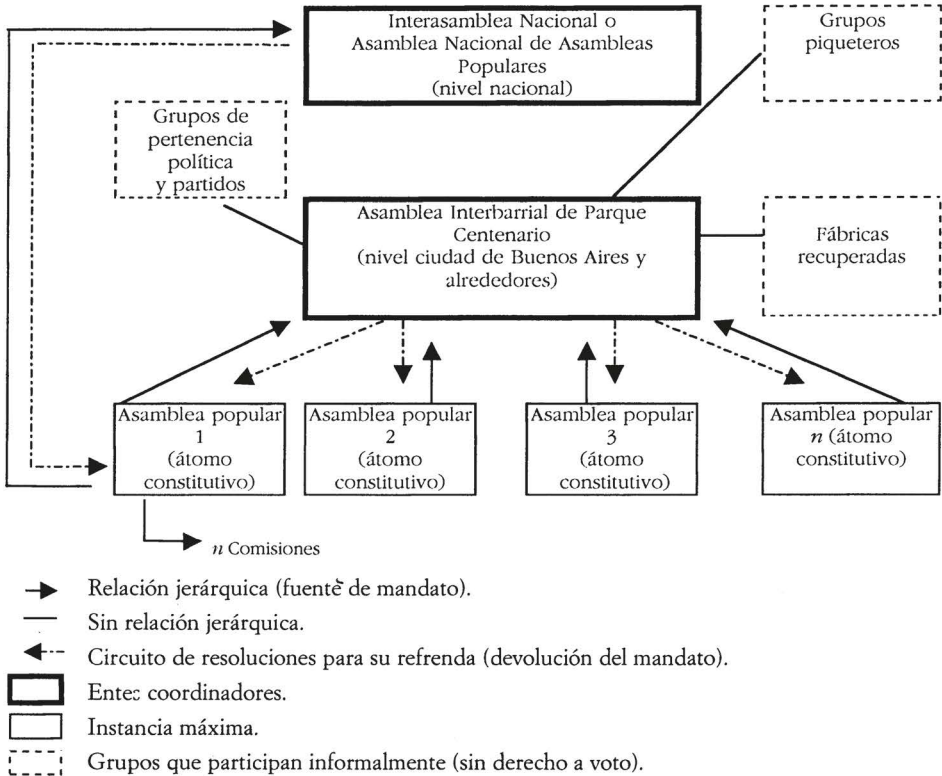 Interasamblea Nacional o
Asamblea Nacional de Asambleas
Populares
(nivel nacional)
Grupos
piqueteros
Grupos de
pertenencia
política
y partidos
Asamblea Interbarrial de Parque
Centenario
(nivel ciudad de Buenos Aires y
alrededores)
Fábricas
recuperadas
Asamblea popular
1
(átomo
constitutivo)
Asamblea popular
2
(átomo
constitutivo)
Asamblea popular
3
(átomo
constitutivo)
Asamblea popular
n (átomo
constitutivo)
n Comisiones
Relación jerárquica (fuente de mandato).
Sin relación jerárquica.
Circuito de resoluciones para su refrenda (devolución del mandato).
Entes coordinadores.
Instancia máxima.
Grupos que participan informalmente (sin derecho a voto).